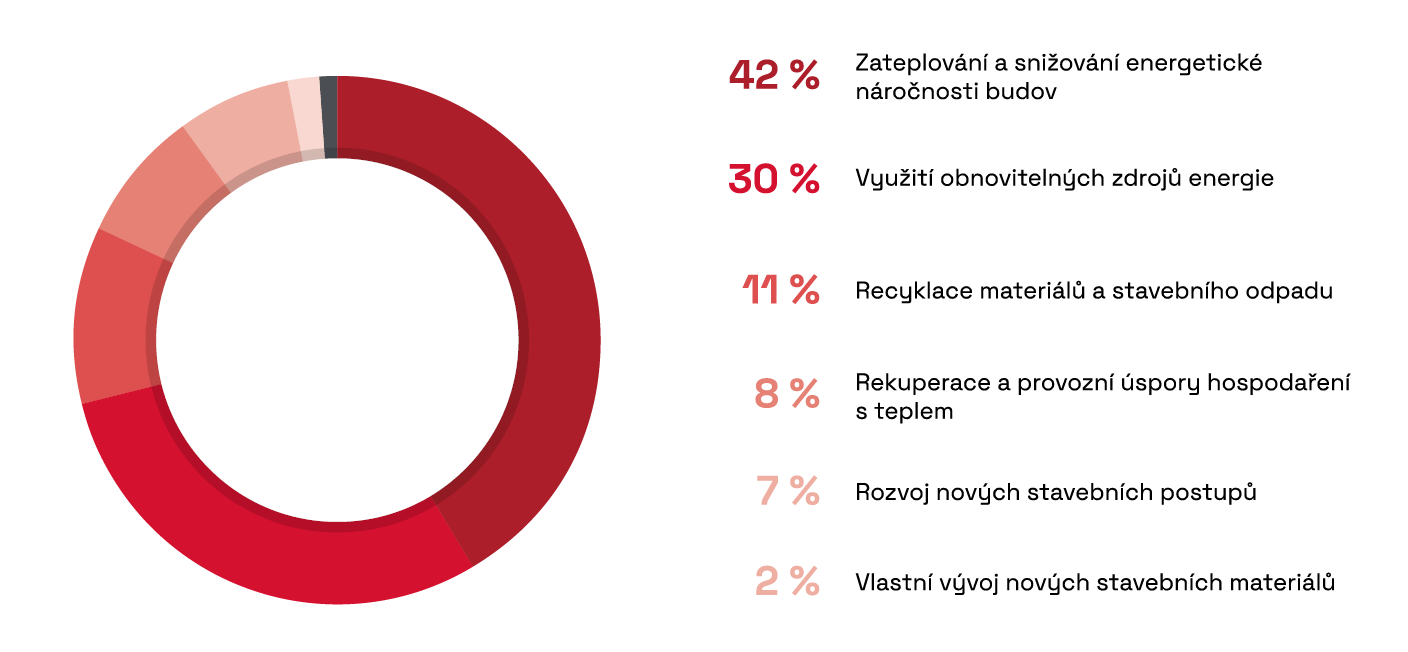 42 %
Zateplování a snižování energetické
náročnosti budov
30 %
Využití obnovitelných zdrojů energie
11 %
Recyklace materiálů a stavebního odpadu
8 %
Rekuperace a provozní úspory hospodaření
s teplem
7 %
Rozvoj nových stavebních postupů
2 %
Vlastní vývoj nových stavebních materiálů